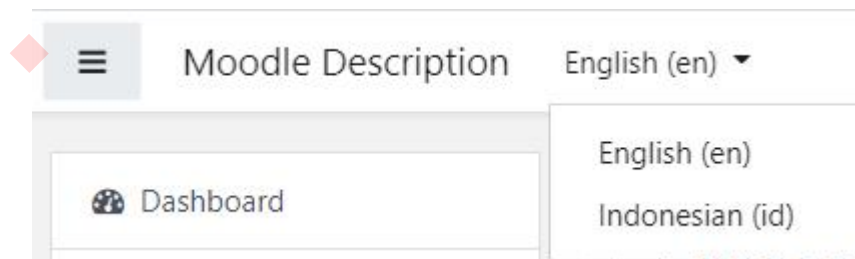 Moodle Description English (en)
English (en)
Dashboard
Indonesian (id)